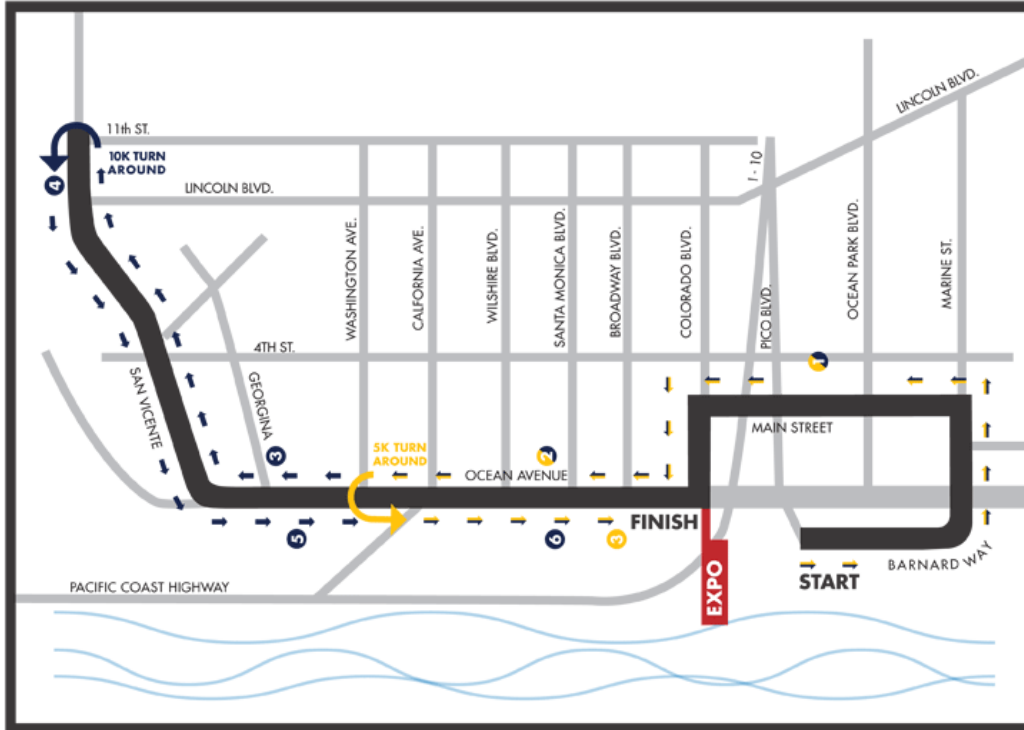 LINCOLN BLVD.
11th ST.
10K TURN
AROUND
4
I - 10
LINCOLN BLVD.
WASHINGTON AVE.
CALFORNIA AVE.
WILSHIRE BLVD.
SANTA MONICA BLVD.
BROADWAY BLVD.
COLORADO BLVD.
PICO BLVD.
OCEAN PARK BLVD.
MARINE ST.
4TH ST.
1
SAN VICENTE
GEORGINA
MAIN STREET
3
5K TURN
AROUND
2
OCEAN AVENUE
FINISH
5
6
3
BARNARD WAY
START
EXPO
PACIFIC COAST HIGHWAY